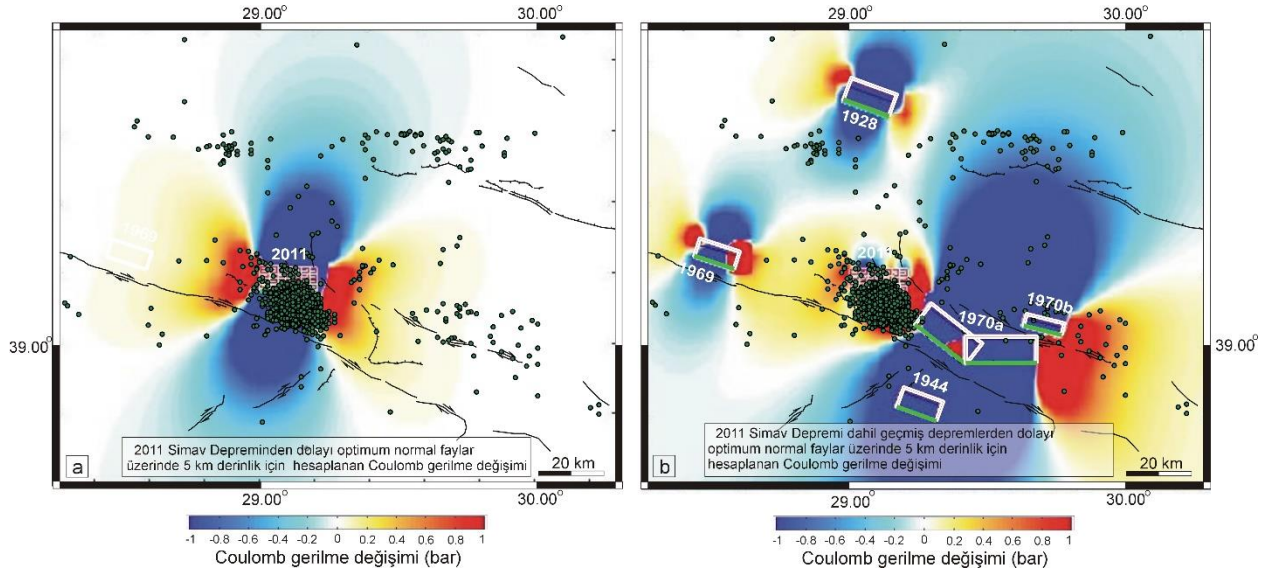 29.00°
30.00°
39.00°
1969
2011
a
2011 Simav Depreminden dolayı optimum normal faylar
üzerinde 5 km derinlik için hesaplanan Coulomb gerilme değişimi
20 km
29.00°
30.00°
-1 -0.8 -0.6 -0.4 -0.2 0 0.2 0.4 0.6 0.8 1
Coulomb gerilme değişimi (bar)
29.00°
30.00°
1928
1969
1970a
1970b
39.00°
1944
b
2011 Simav Depremi dahil geçmiş depremlerden dolayı
optimum normal faylar üzerinde 5 km derinlik için
hesaplanan Coulomb gerilme değişimi
20 km
29.00°
30.00°
-1 -0.8 -0.6 -0.4 -0.2 0 0.2 0.4 0.6 0.8 1
Coulomb gerilme değişimi (bar)